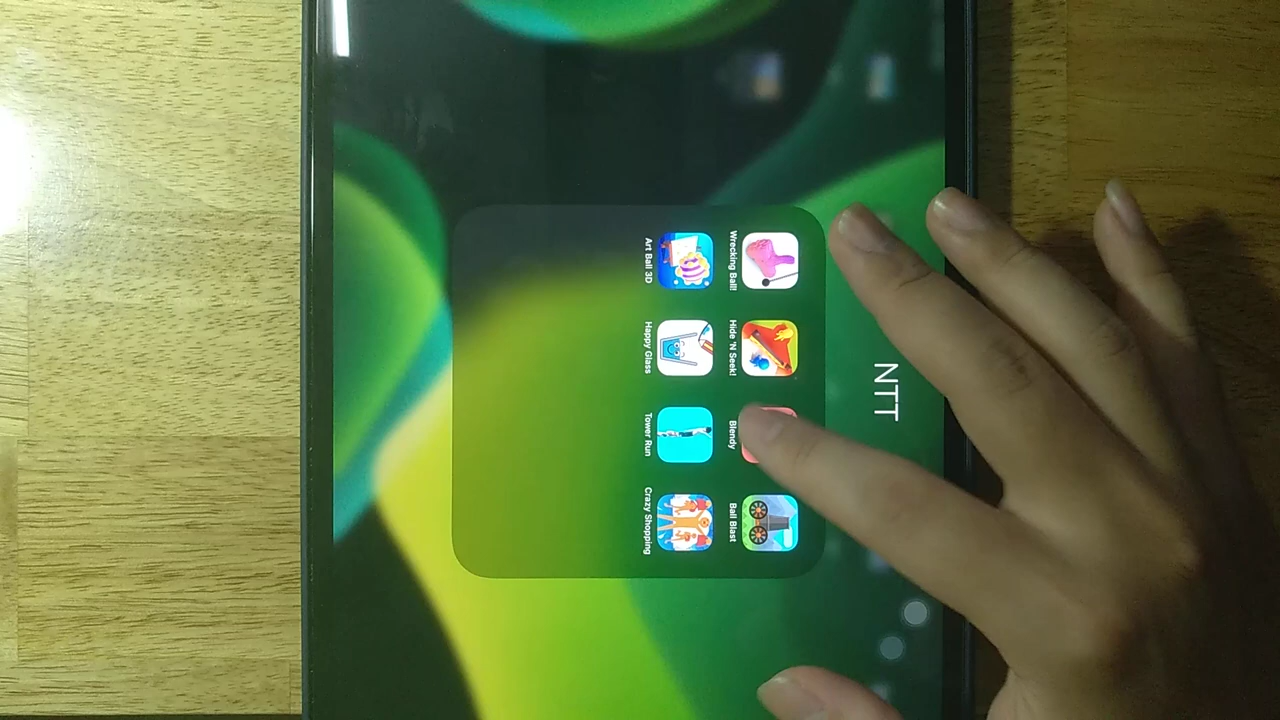 NTT
Wrecking Ball!
Hide 'N Seek!
Blendy
Ball Blast
Art Ball 3D
Happy Glass
Tower Run
Crazy Shopping